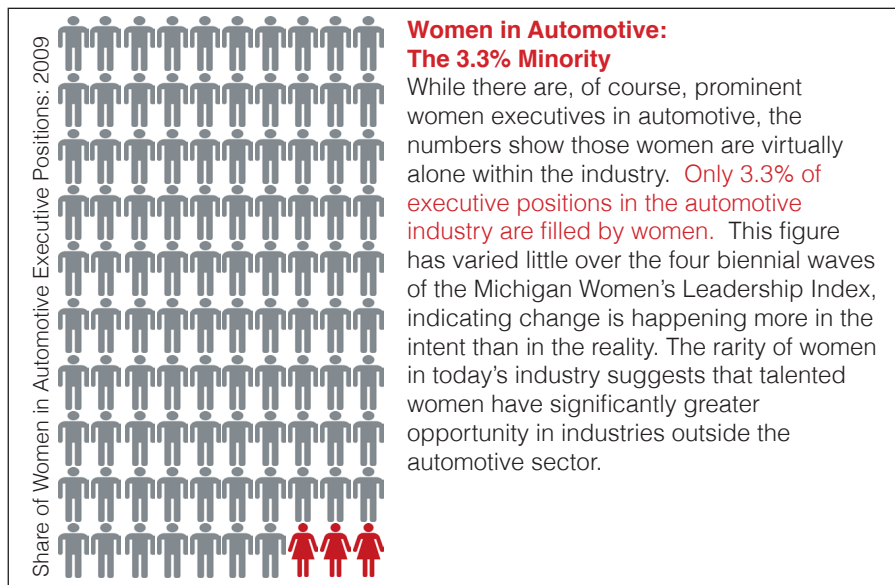 Share of Women in Automotive Executive Positions: 2009
Women in Automotive:
The 3.3% Minority
While there are, of course, prominent
women executives in automotive, the
numbers show those women are virtually
alone within the industry.  Only 3.3% of
executive positions in the automotive
industry are filled by women.  This figure
has varied little over the four biennial waves
of the Michigan Women's Leadership Index,
indicating change is happening more in the
intent than in the reality. The rarity of women
in today's industry suggests that talented
women have significantly greater
opportunity in industries outside the
automotive sector.